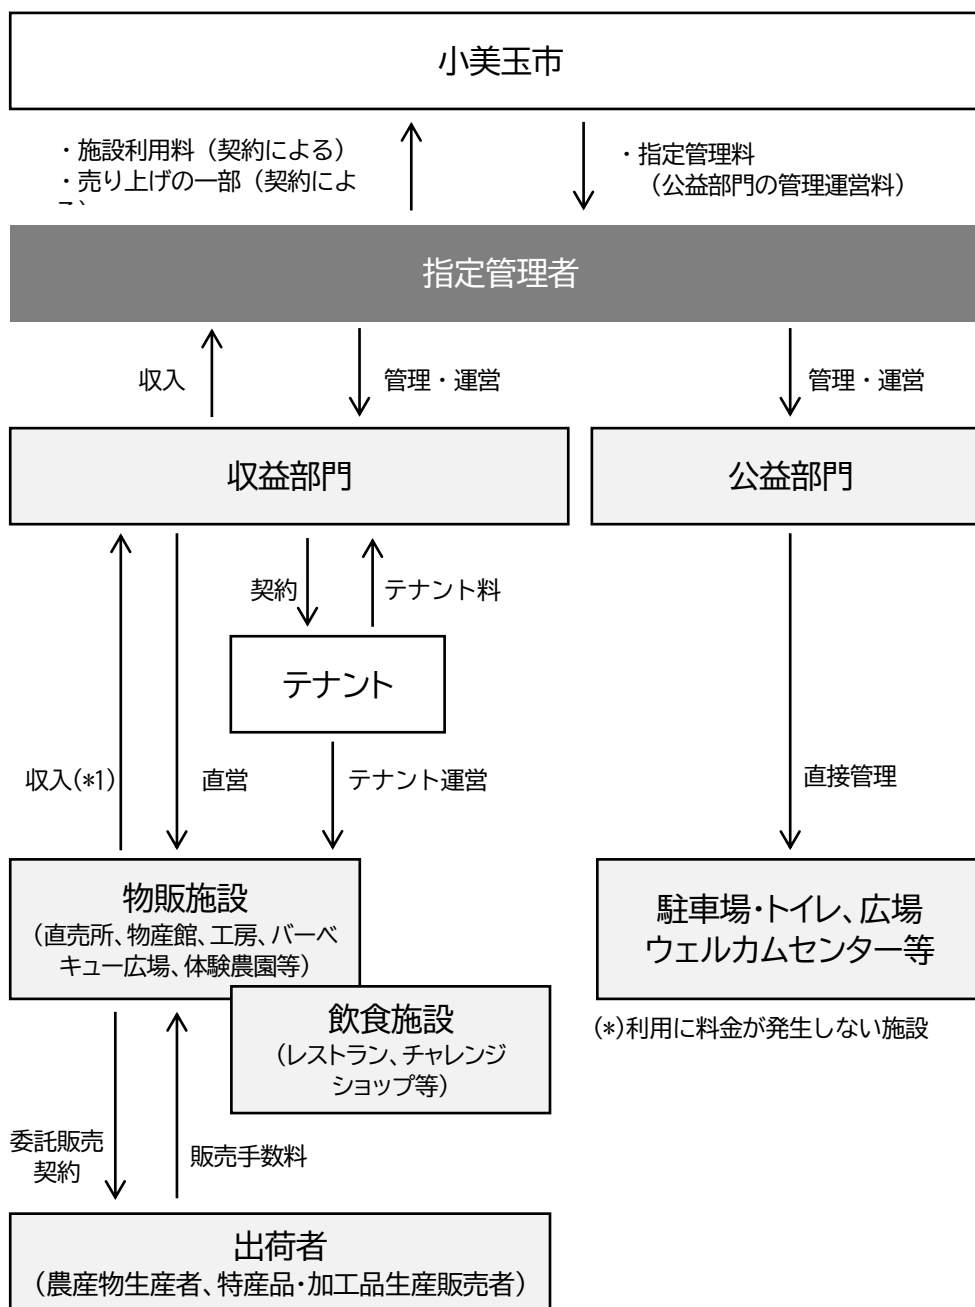 小美玉市
・施設利用料（契約による）
・売り上げの一部（契約によ
・指定管理料
（公益部門の管理運営料）
指定管理者
収入
管理・運営
管理・運営
収益部門
公益部門
契約
テナント料
テナント
収入(*1)
直営
テナント運営
直接管理
物販施設
（直売所、物産館、工房、バーベ
キュー広場、体験農園等）
駐車場・トイレ、広場
ウェルカムセンター等
飲食施設
（レストラン、チャレンジ
ショップ等）
(*)利用に料金が発生しない施設
委託販売
契約
販売手数料
出荷者
（農産物生産者、特産品・加工品生産販売者）